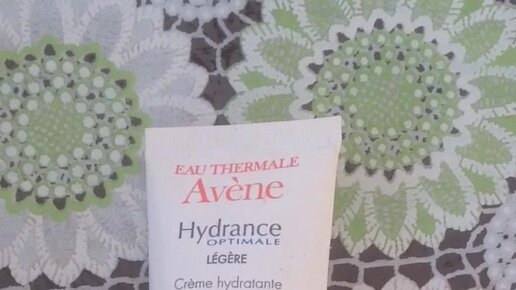 EAU THERMALE
Avène
Hydrance
OPTIMALE
LÉGÈRE
Crème hydratante